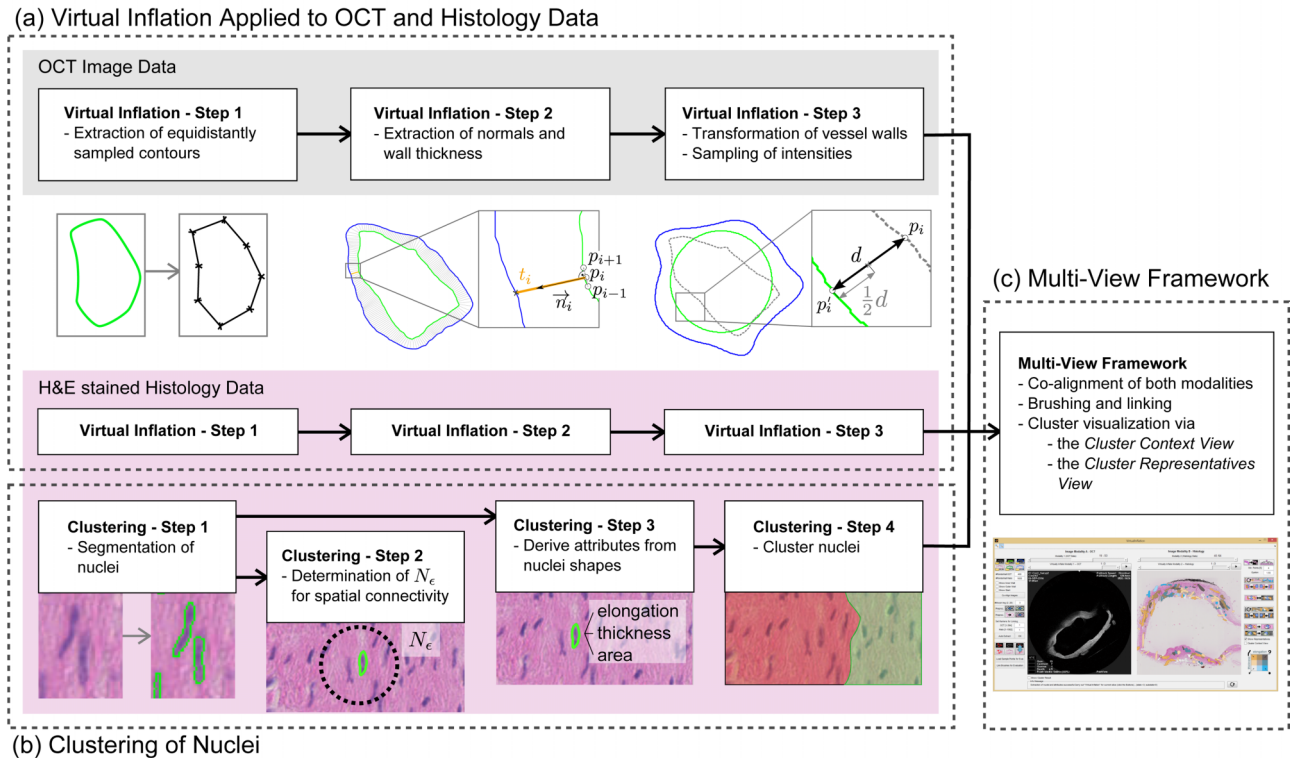 (a) Virtual Inflation Applied to OCT and Histology Data
OCT Image Data
Virtual Inflation - Step 1
- Extraction of equidistantly
sampled contours
Virtual Inflation - Step 2
- Extraction of normals and
wall thickness
Virtual Inflation - Step 3
- Transformation of vessel walls
- Sampling of intensities
t_i
p_{i+1}
p_i
p_{i-1}
\vec{n_i}
p_i
d
p'_i
\frac{1}{2}d
H&E stained Histology Data
Virtual Inflation - Step 1
Virtual Inflation - Step 2
Virtual Inflation - Step 3
Clustering - Step 1
- Segmentation of
nuclei
Clustering - Step 2
- Determination of N_ϵ
for spatial connectivity
N_ϵ
Clustering - Step 3
- Derive attributes from
nuclei shapes
elongation
thickness
area
Clustering - Step 4
- Cluster nuclei
(b) Clustering of Nuclei
(c) Multi-View Framework
Multi-View Framework
- Co-alignment of both modalities
- Brushing and linking
- Cluster visualization via
- the Cluster Context View
- the Cluster Representatives
View